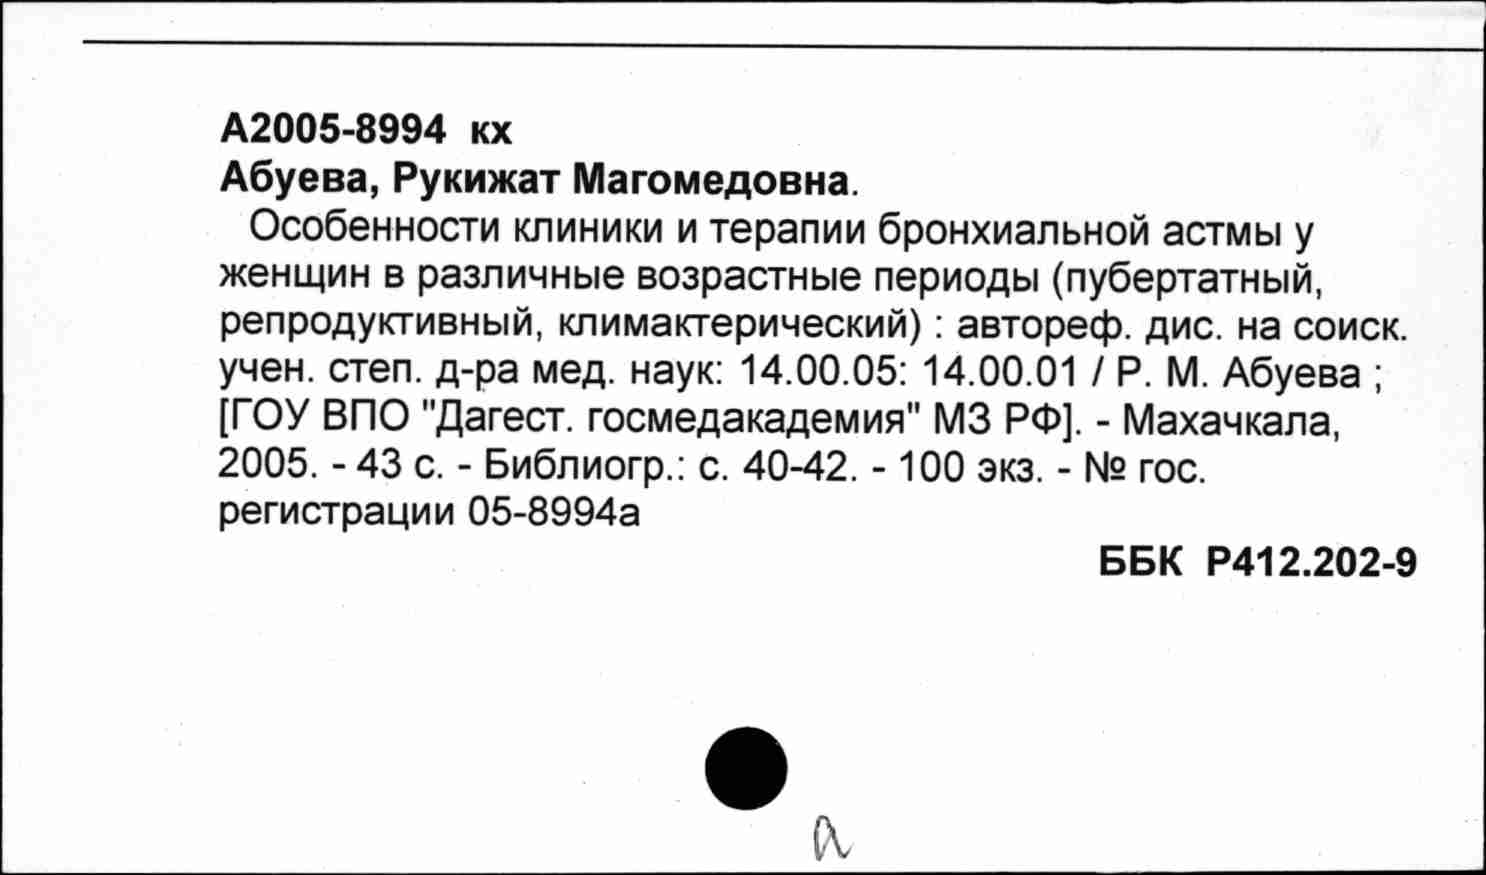 А2005-8994 кх
Абуева, Рукижат Магомедовна.
Особенности клиники и терапии бронхиальной астмы у
женщин в различные возрастные периоды (пубертатный,
репродуктивный, климактерический) : автореф. дис. на соиск.
учен. степ. д-ра мед. наук: 14.00.05: 14.00.01 / Р. М. Абуева ;
[ГОУ ВПО "Дагест. госмедакадемия" МЗ РФ]. - Махачкала,
2005. - 43 с. - Библиогр.: с. 40-42. - 100 экз. - № гос.
регистрации 05-8994а
ББК Р412.202-9
а